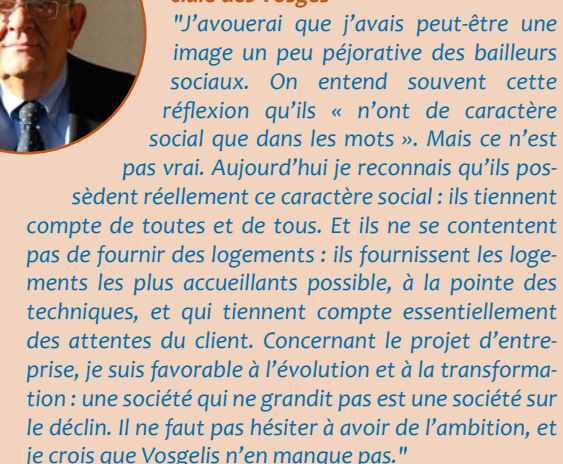 des Vosges
"J’avouerai que j’avais peut-être une
image un peu péjorative des bailleurs
sociaux. On entend souvent cette
réflexion qu’ils « n’ont de caractère
social que dans les mots ». Mais ce n’est
pas vrai. Aujourd’hui je reconnais qu’ils pos-
sèdent réellement ce caractère social : ils tiennent
compte de toutes et de tous. Et ils ne se contentent
pas de fournir des logements : ils fournissent les loge-
ments les plus accueillants possible, à la pointe des
techniques, et qui tiennent compte essentiellement
des attentes du client. Concernant le projet d’entre-
prise, je suis favorable à l’évolution et à la transforma-
tion : une société qui ne grandit pas est une société sur
le déclin. Il ne faut pas hésiter à avoir de l’ambition, et
je crois que Vosgelis n’en manque pas."